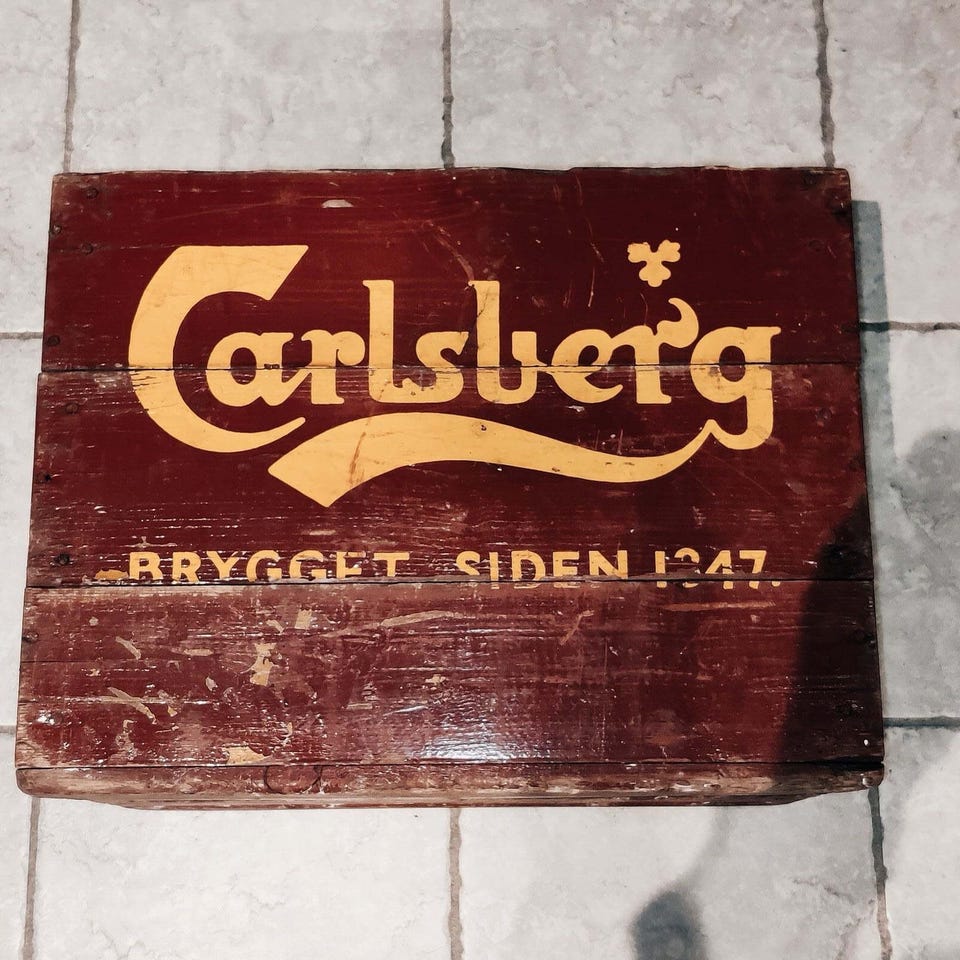 Carlsberg
BRYGGET SIDEN 1847.